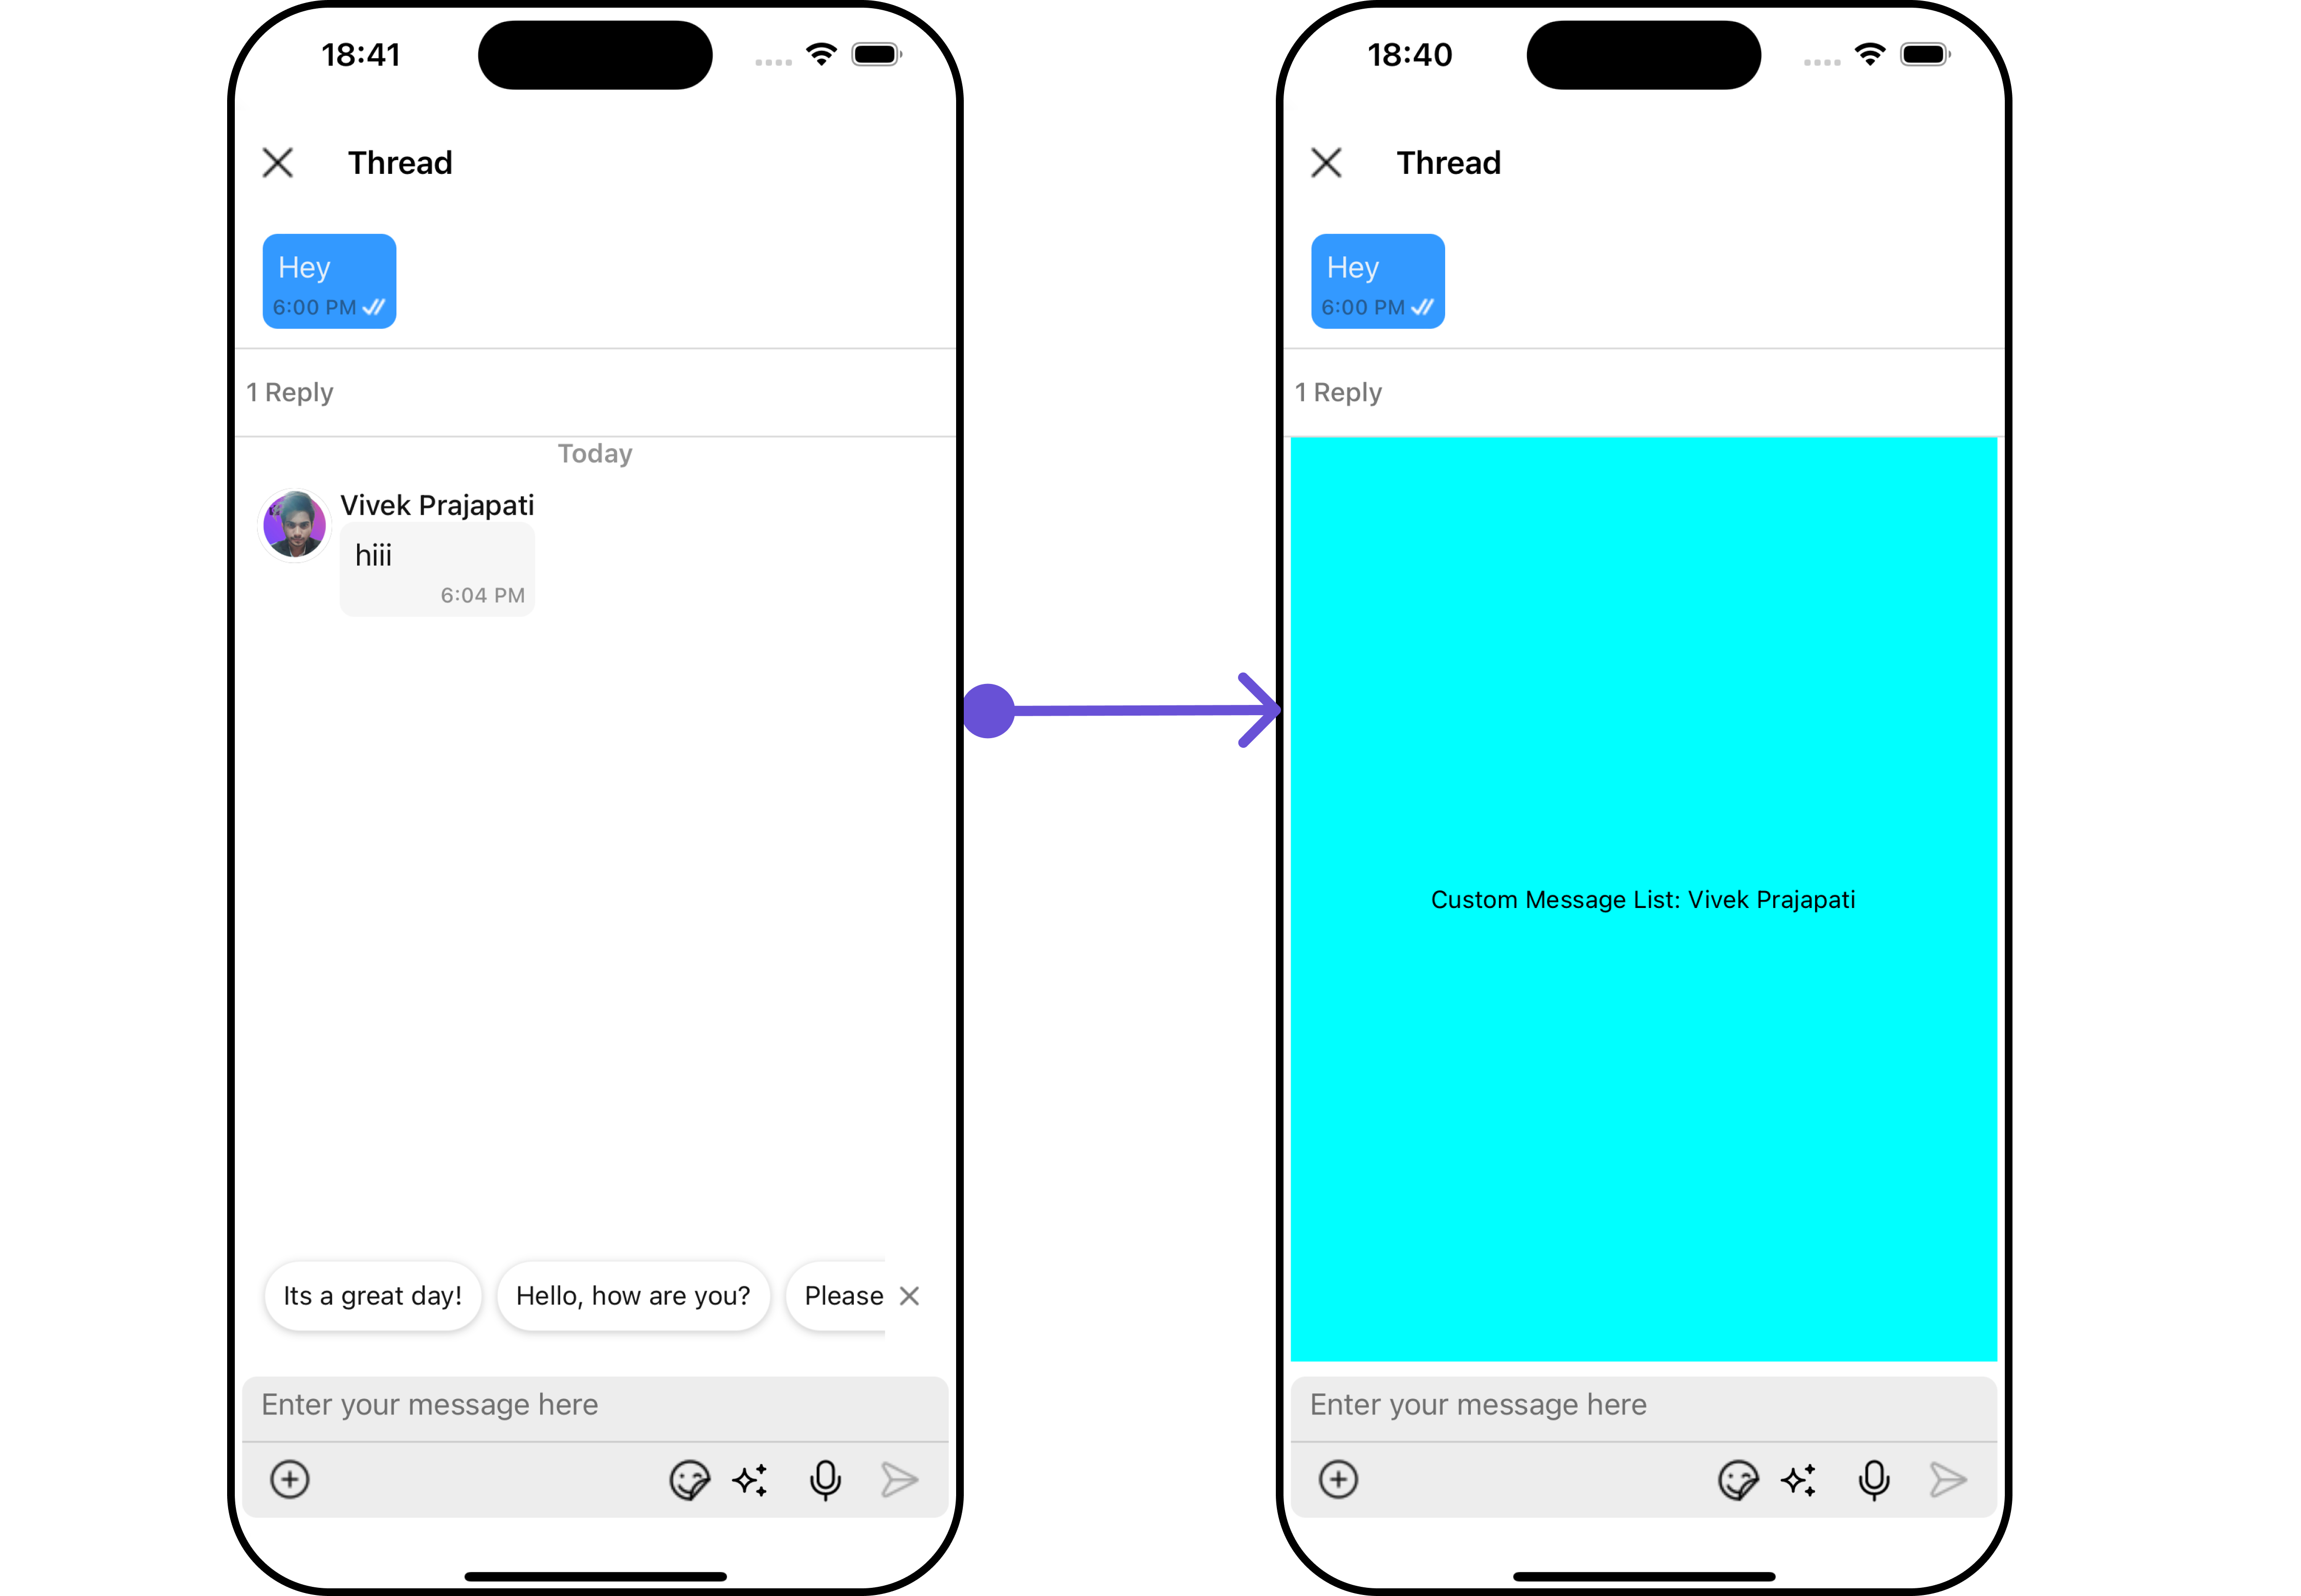 18:41
Thread
Hey
6:00 PM
1 Reply
Today
Vivek Prajapati
hiii
6:04 PM
Its a great day!
Hello, how are you?
Please
Enter your message here
18:40
Thread
Hey
6:00 PM
1 Reply
Custom Message List: Vivek Prajapati
Enter your message here